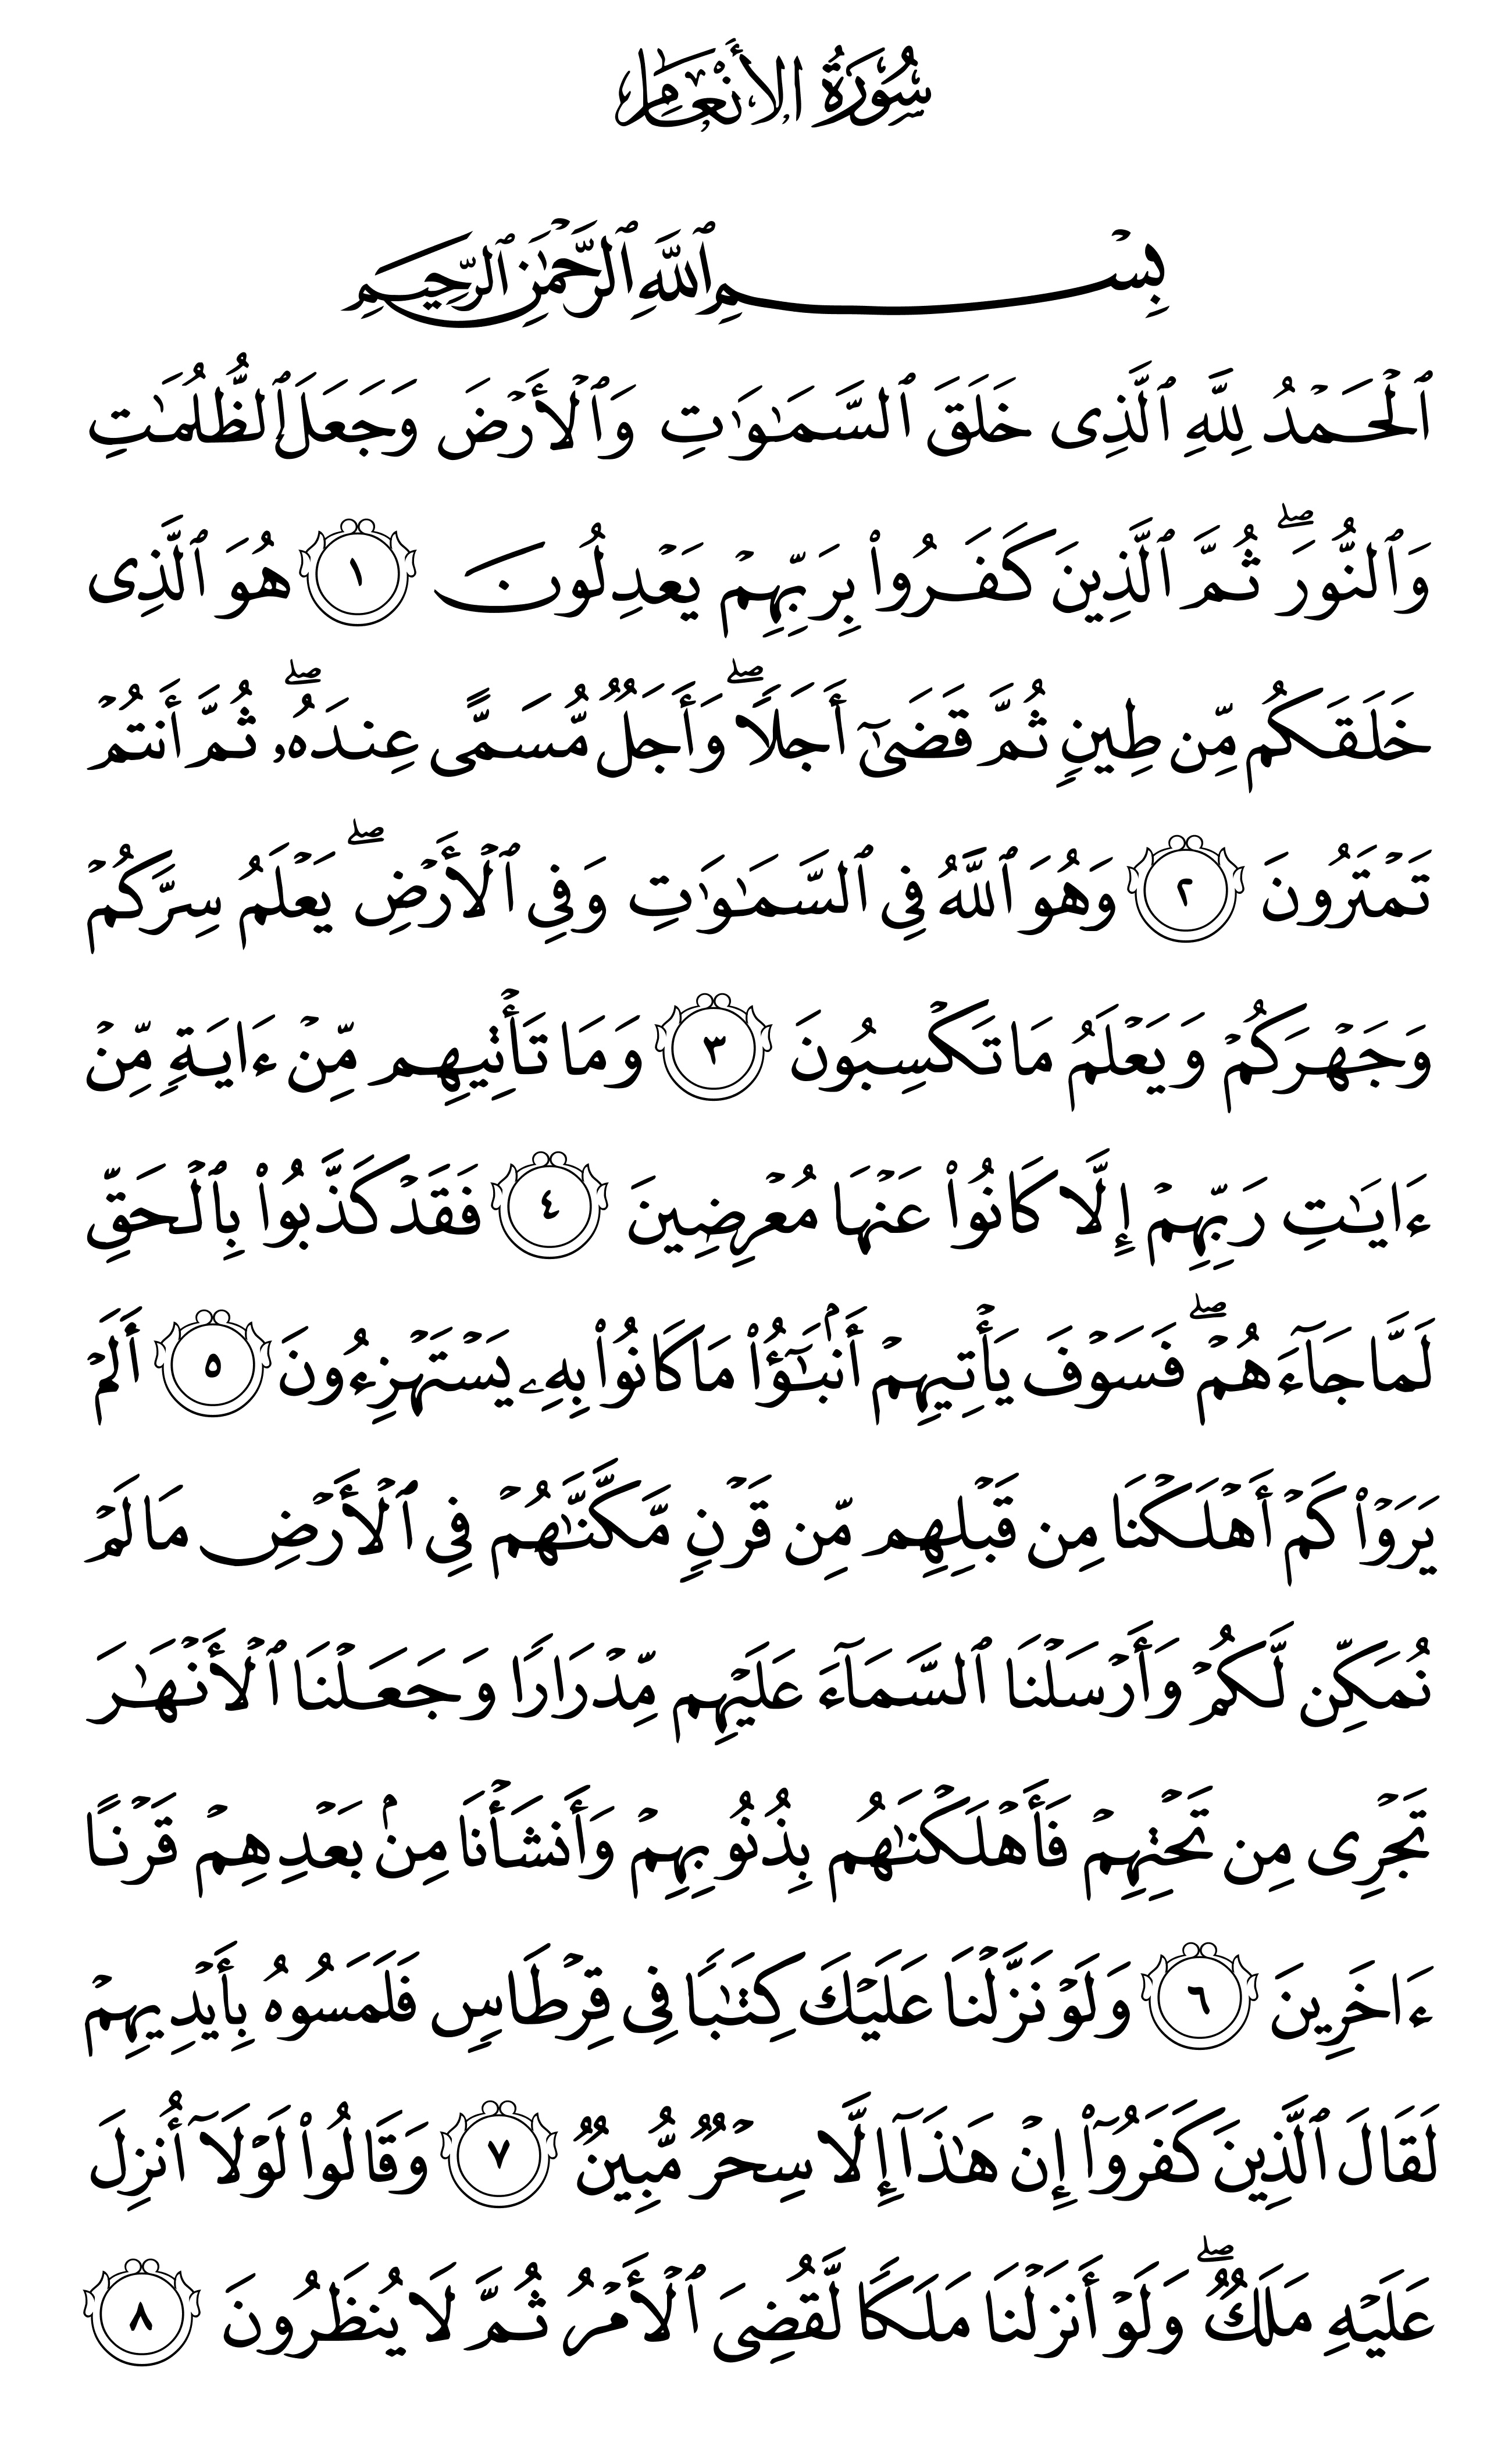 سُورَةُ الأَنْعَامِ
بِسْمِ ٱللَّهِ ٱلرَّحْمَٰنِ ٱلرَّحِيمِ
ٱلْحَمْدُ لِلَّهِ ٱلَّذِى خَلَقَ ٱلسَّمَٰوَٰتِ وَٱلْأَرْضَ وَجَعَلَ ٱلظُّلُمَٰتِ
وَٱلنُّورَ ۖ ثُمَّ ٱلَّذِينَ كَفَرُوا۟ بِرَبِّهِمْ يَعْدِلُونَ ١ هُوَ ٱلَّذِى
خَلَقَكُم مِّن طِينٍ ثُمَّ قَضَىٰٓ أَجَلًا ۖ وَأَجَلٌ مُّسَمًّى عِندَهُۥ ۖ ثُمَّ أَنتُمْ
تَمْتَرُونَ ٢ وَهُوَ ٱللَّهُ فِى ٱلسَّمَٰوَٰتِ وَفِى ٱلْأَرْضِ ۖ يَعْلَمُ سِرَّكُمْ
وَجَهْرَكُمْ وَيَعْلَمُ مَا تَكْسِبُونَ ٣ وَمَا تَأْتِيهِم مِّنْ ءَايَةٍ مِّنْ
ءَايَٰتِ رَبِّهِمْ إِلَّا كَانُوا۟ عَنْهَا مُعْرِضِينَ ٤ فَقَدْ كَذَّبُوا۟ بِٱلْحَقِّ
لَمَّا جَآءَهُمْ ۖ فَسَوْفَ يَأْتِيهِمْ أَنۢبَٰٓؤُا۟ مَا كَانُوا۟ بِهِۦ يَسْتَهْزِءُونَ ٥ أَلَمْ
يَرَوْا۟ كَمْ أَهْلَكْنَا مِن قَبْلِهِم مِّن قَرْنٍ مَّكَّنَّٰهُمْ فِى ٱلْأَرْضِ مَا لَمْ
نُمَكِّن لَّكُمْ وَأَرْسَلْنَا ٱلسَّمَآءَ عَلَيْهِم مِّدْرَارًا وَجَعَلْنَا ٱلْأَنْهَٰرَ
تَجْرِى مِن تَحْتِهِمْ فَأَهْلَكْنَٰهُم بِذُنُوبِهِمْ وَأَنشَأْنَا مِنۢ بَعْدِهِمْ قَرْنًا
ءَاخَرِينَ ٦ وَلَوْ نَزَّلْنَا عَلَيْكَ كِتَٰبًا فِى قِرْطَاسٍ فَلَمَسُوهُ بِأَيْدِيهِمْ
لَقَالَ ٱلَّذِينَ كَفَرُوٓا۟ إِنْ هَٰذَآ إِلَّا سِحْرٌ مُّبِينٌ ٧ وَقَالُوا۟ لَوْلَآ أُنزِلَ
عَلَيْهِ مَلَكٌ ۖ وَلَوْ أَنزَلْنَا مَلَكًا لَّقُضِىَ ٱلْأَمْرُ ثُمَّ لَا يُنظَرُونَ ٨